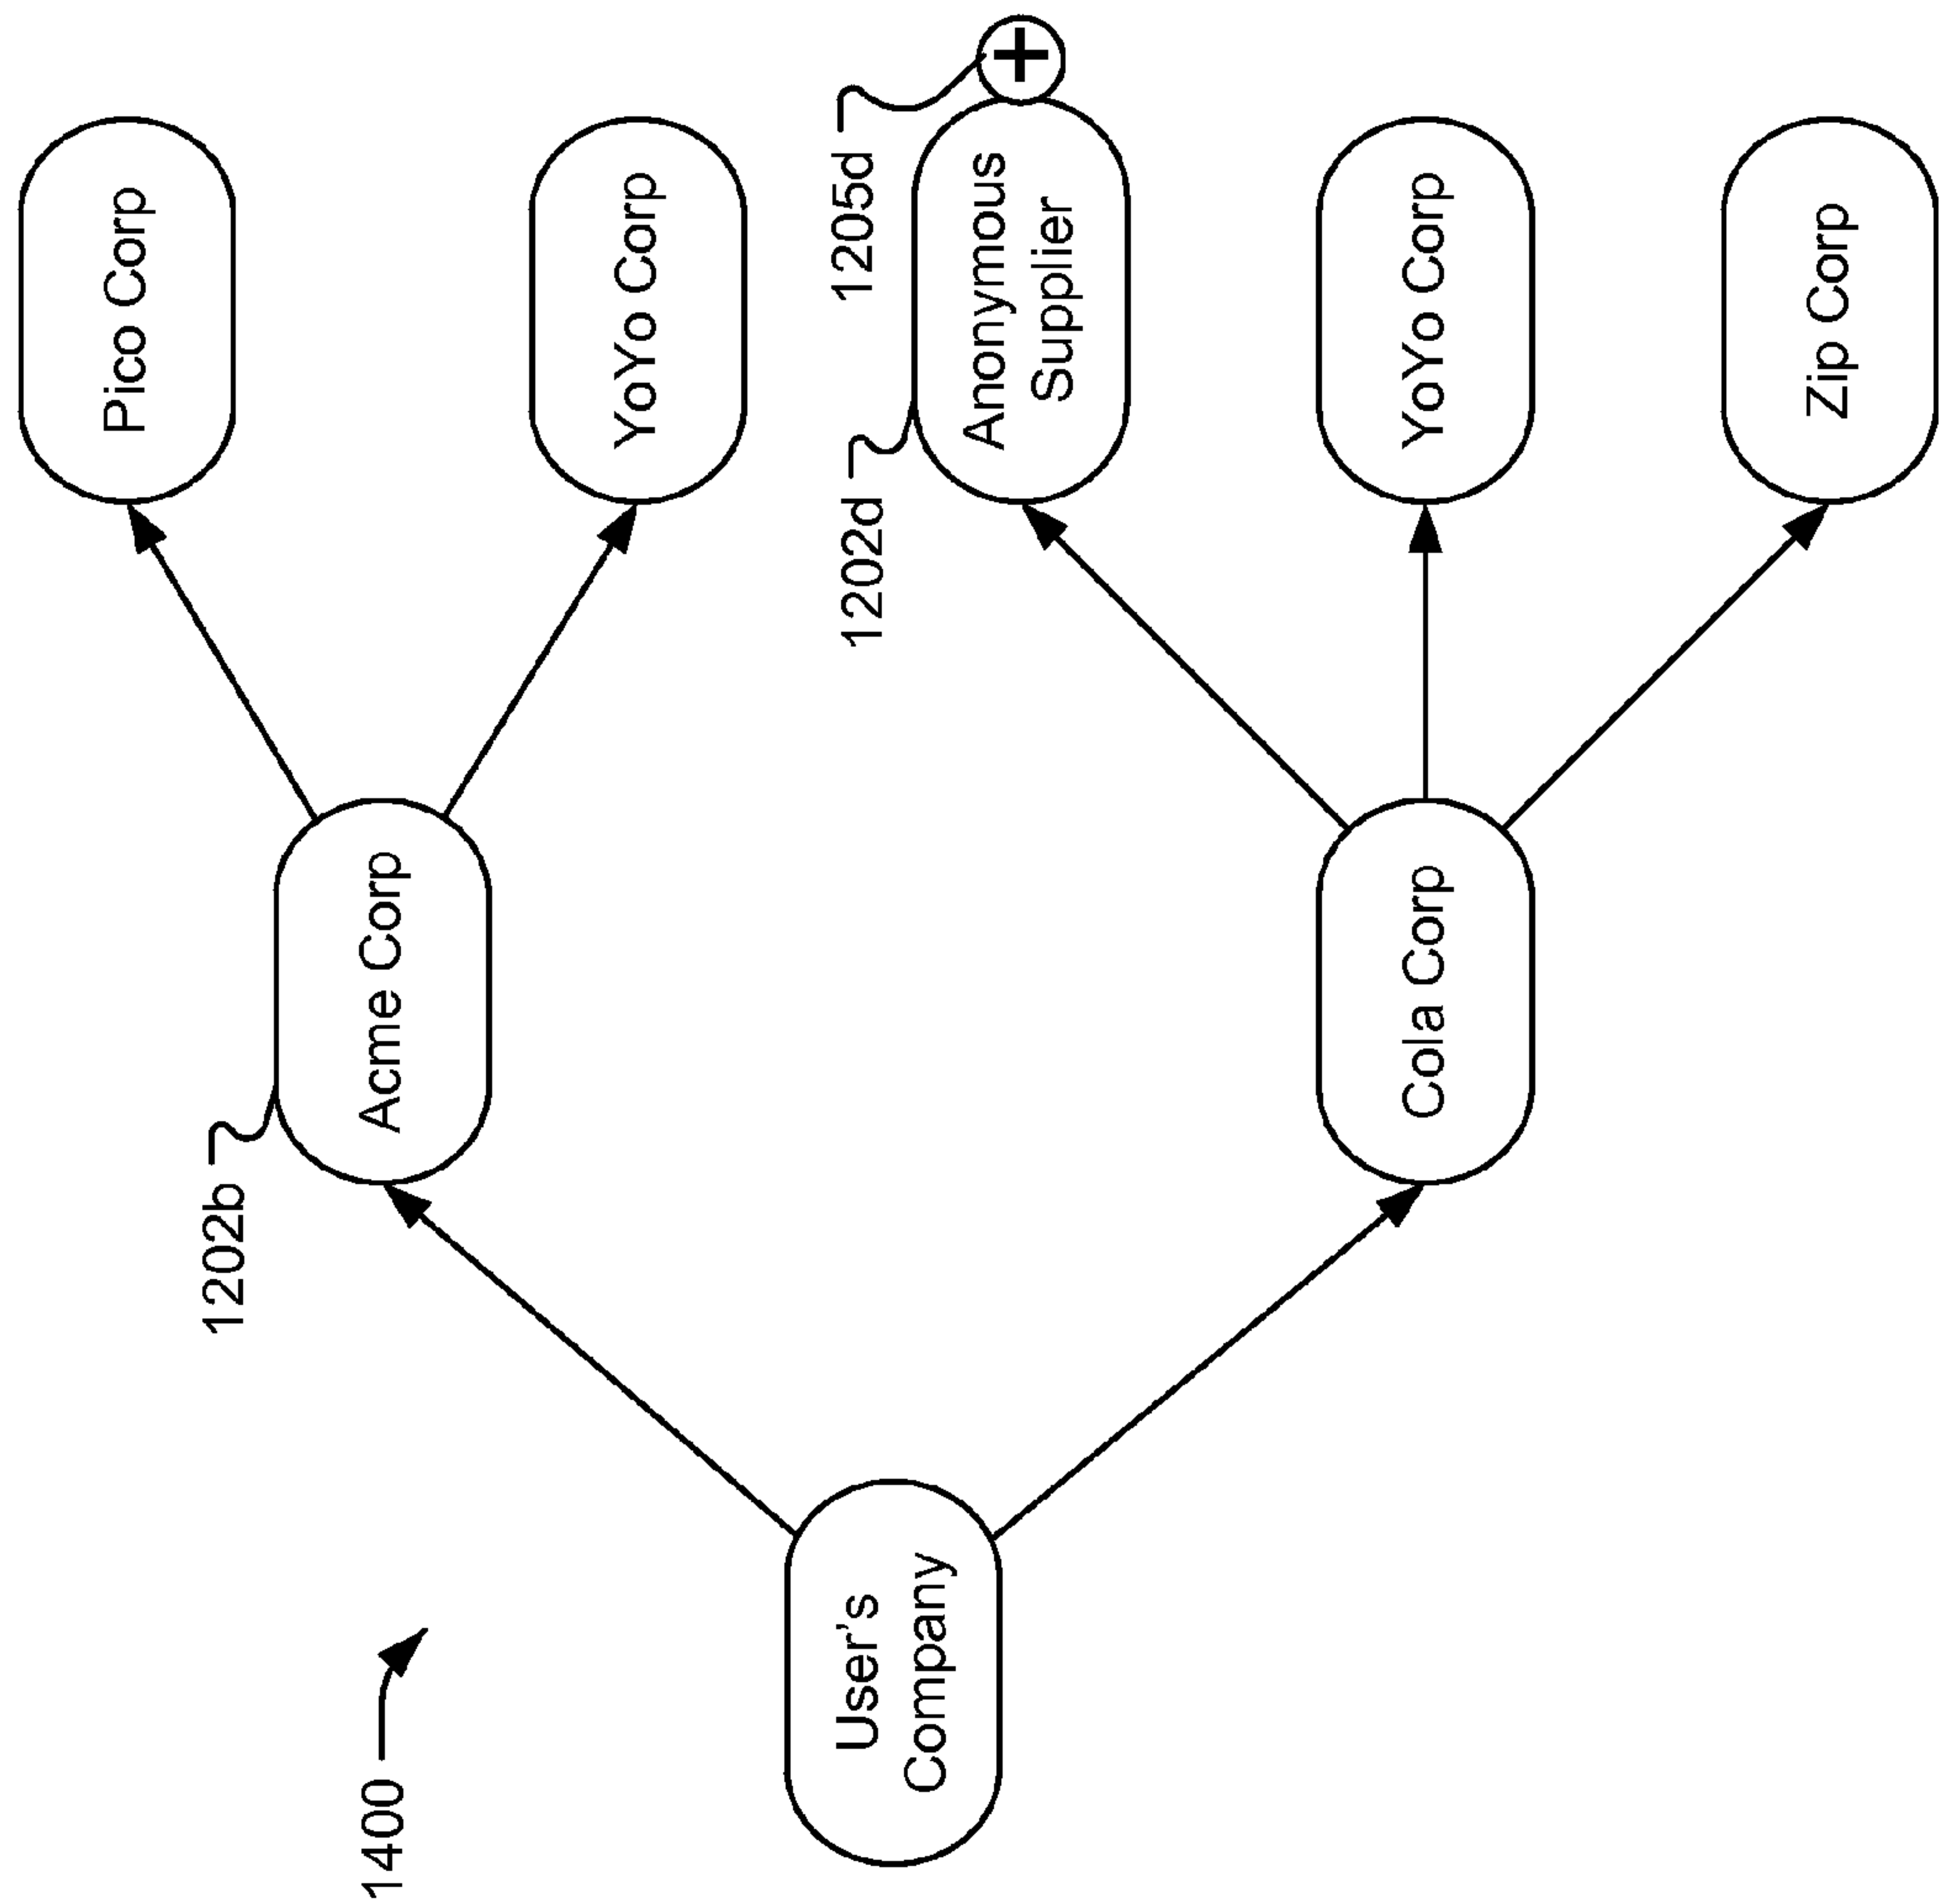 1400
User's
Company
1202b
Acme Corp
Cola Corp
Pico Corp
YoYo Corp
1202d
1205d
Anonymous
Supplier
+
YoYo Corp
Zip Corp